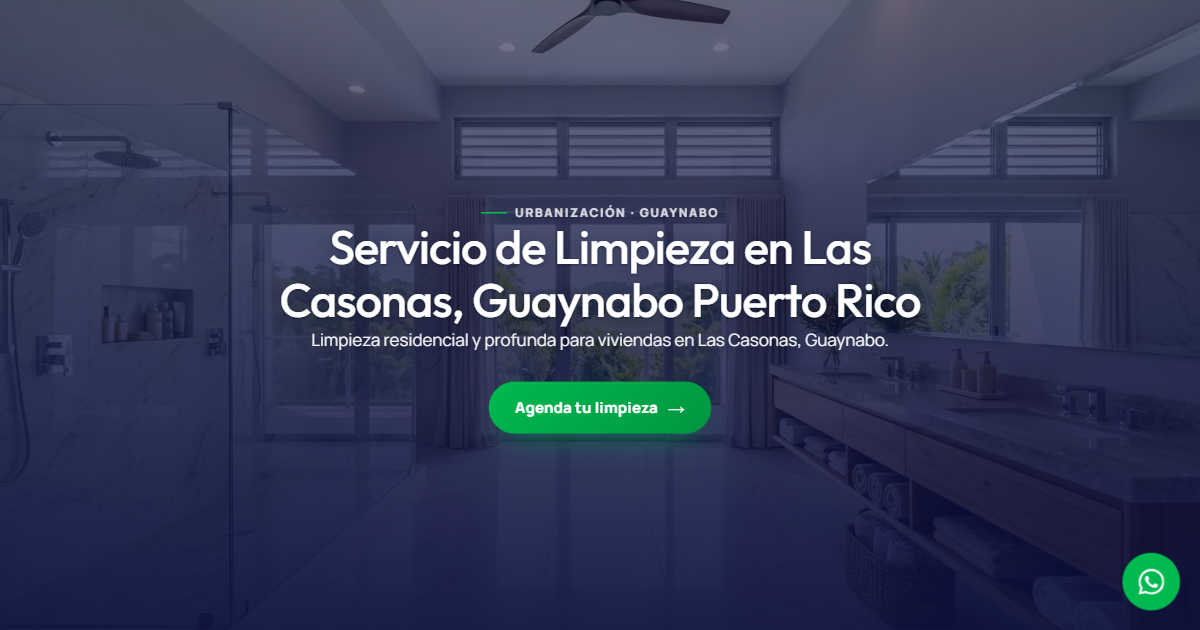 URBANIZACIÓN · GUAYNABO
Servicio de Limpieza en Las
Casonas, Guaynabo Puerto Rico
Limpieza residencial y profunda para viviendas en Las Casonas, Guaynabo.
Agenda tu limpieza →